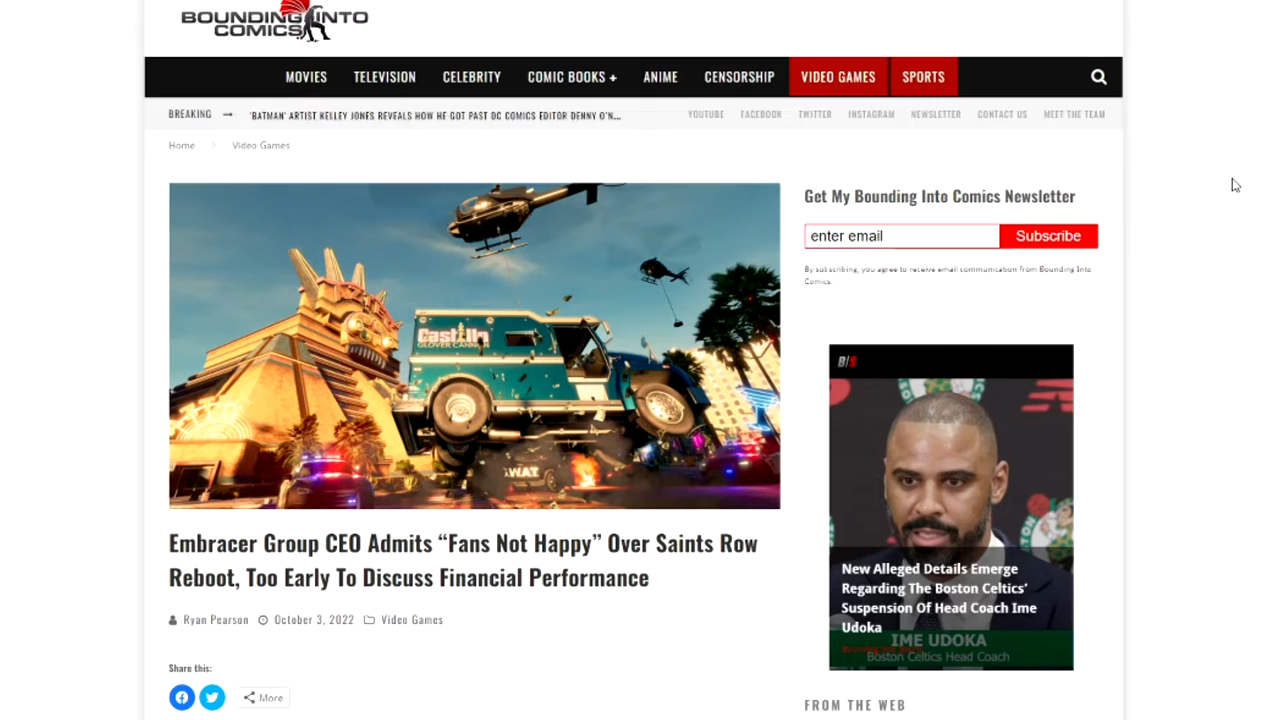 BOUNDING INTO
COMICS
MOVIES TELEVISION CELEBRITY COMIC BOOKS + ANIME CENSORSHIP VIDEO GAMES SPORTS
BREAKING → 'BATMAN' ARTIST KELLEY JONES REVEALS HOW HE GOT PAST DC COMICS EDITOR DENNY O'N... YOUTUBE FACEBOOK TWITTER INSTAGRAM NEWSLETTER CONTACT US MEET THE TEAM
Home > Video Games
Castillo
GLOVER CANNON
S.W.A.T.
Embracer Group CEO Admits “Fans Not Happy” Over Saints Row
Reboot, Too Early To Discuss Financial Performance
Ryan Pearson October 3, 2022 Video Games
Share this:
More
Get My Bounding Into Comics Newsletter
enter email Subscribe
By subscribing, you agree to receive email communication from Bounding Into
Comics.
B/S
New Alleged Details Emerge
Regarding The Boston Celtics’
Suspension Of Head Coach Ime
Udoka
IME UDOKA
Boston Celtics Head Coach
FROM THE WEB